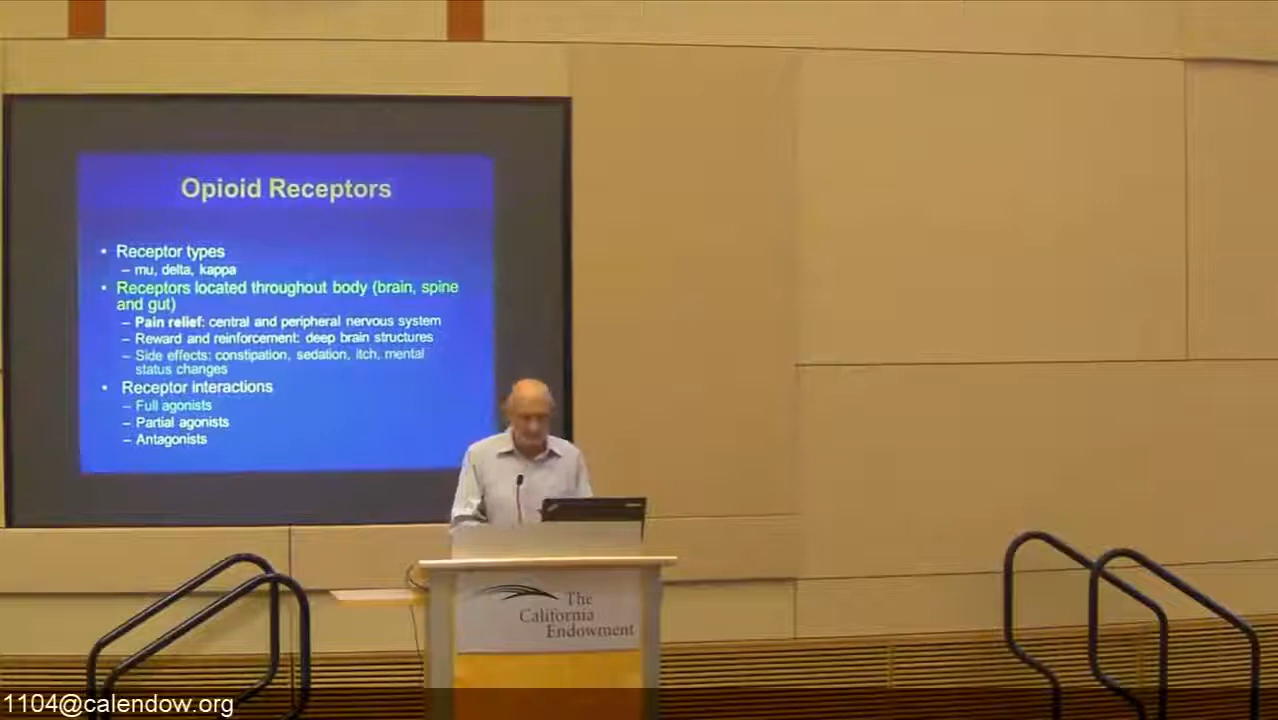 Opioid Receptors
• Receptor types
– mu, delta, kappa
• Receptors located throughout body (brain, spine
and gut)
– Pain relief: central and peripheral nervous system
– Reward and reinforcement: deep brain structures
– Side effects: constipation, sedation, itch, mental
status changes
• Receptor interactions
– Full agonists
– Partial agonists
– Antagonists
The
California
Endowment
1104@calendow.org